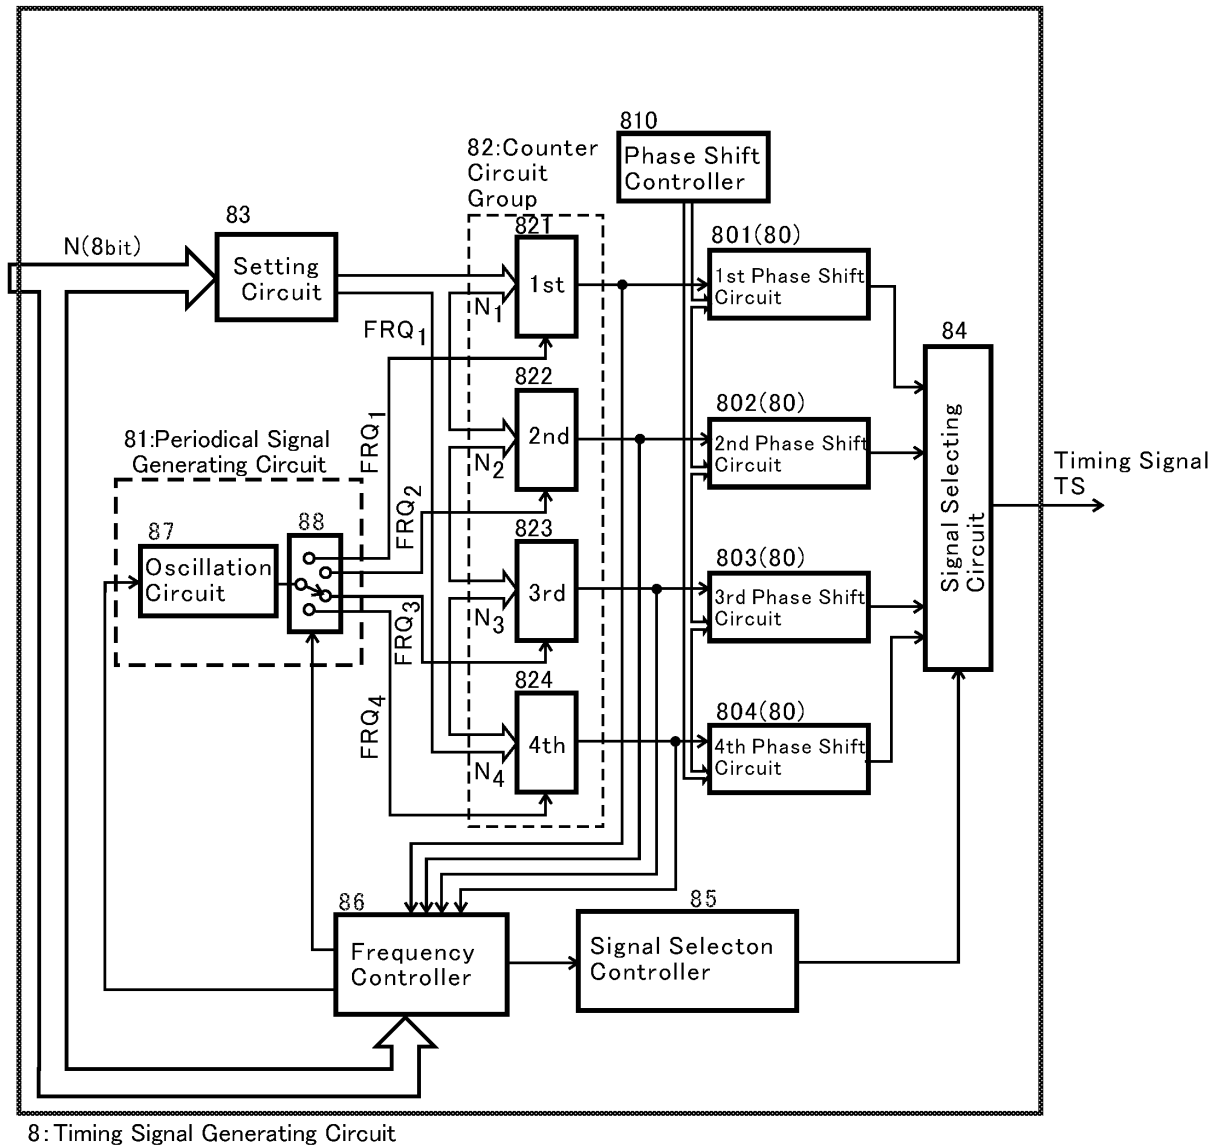 810
Phase Shift
Controller
82:Counter
Circuit
Group
83
N(8bit)
Setting
Circuit
821
1st
N1
FRQ1
801(80)
1st Phase Shift
Circuit
84
Signal Selecting
Circuit
822
2nd
N2
802(80)
2nd Phase Shift
Circuit
FRQ1
81:Periodical Signal
Generating Circuit
Timing Signal
TS
87
Oscillation
Circuit
88
FRQ2
823
3rd
N3
803(80)
3rd Phase Shift
Circuit
FRQ3
824
4th
N4
FRQ4
804(80)
4th Phase Shift
Circuit
86
Frequency
Controller
85
Signal Selecton
Controller
8:Timing Signal Generating Circuit